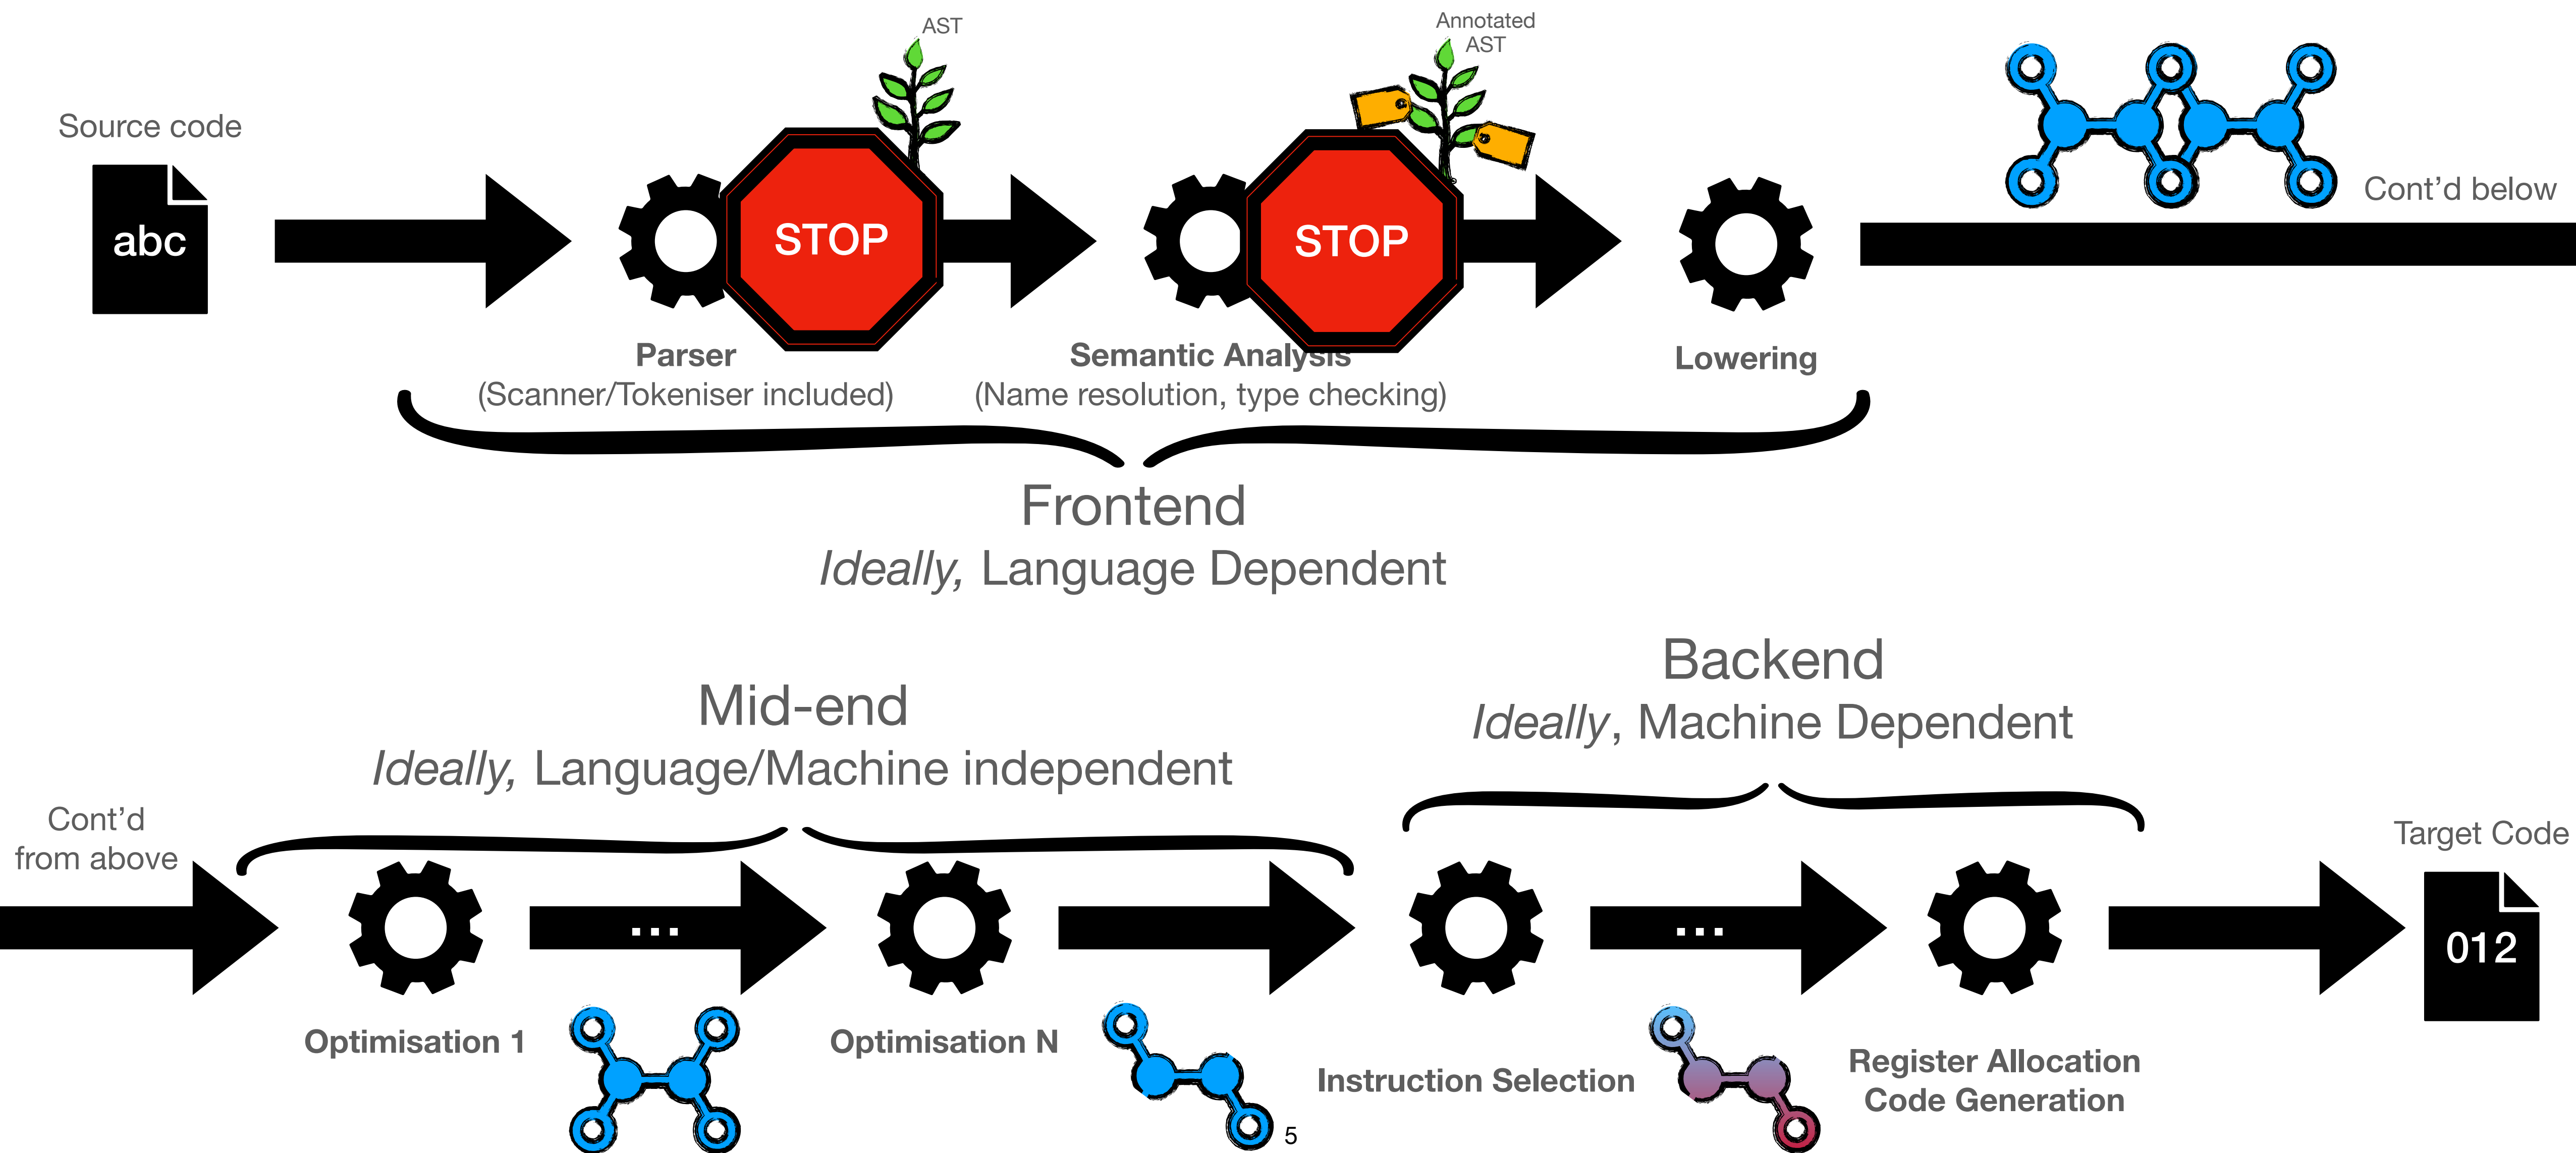 AST
Annotated
AST
Source code
abc
STOP
STOP
Cont’d below
Parser
(Scanner/Tokeniser included)
Semantic Analysis
(Name resolution, type checking)
Lowering
Frontend
Ideally, Language Dependent
Mid-end
Ideally, Language/Machine independent
Backend
Ideally, Machine Dependent
Cont’d
from above
...
...
Target Code
012
Optimisation 1
Optimisation N
Instruction Selection
Register Allocation
Code Generation
5